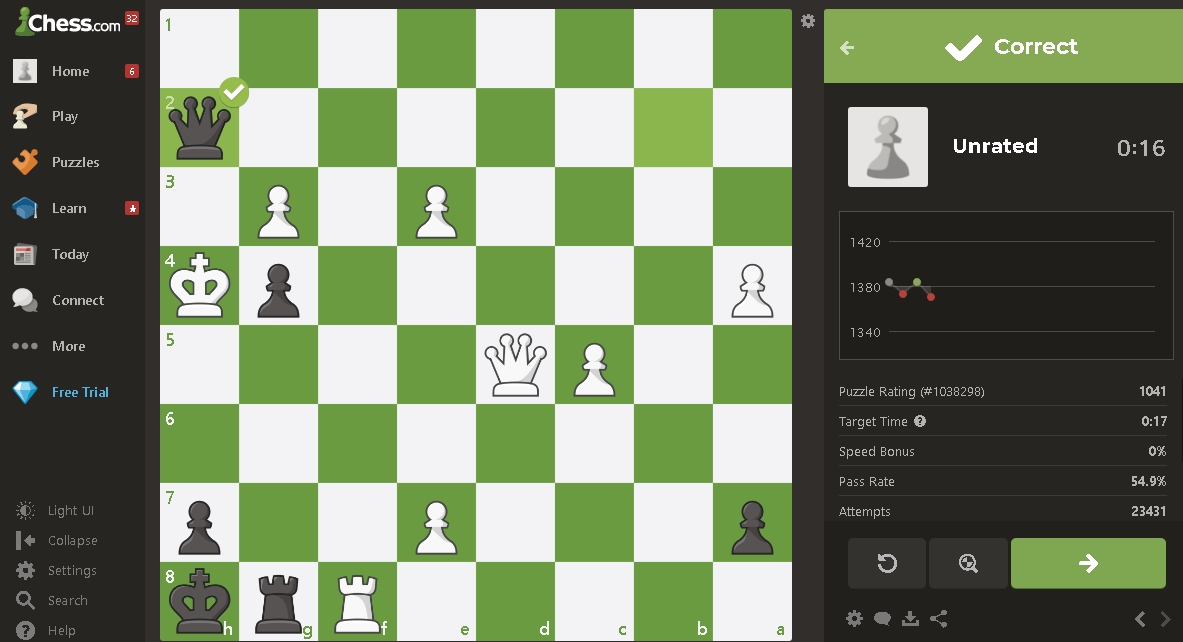 Chess.com 32
Home 6
Play
Puzzles
Learn
Today
Connect
More
Free Trial
Light UI
Collapse
Settings
Search
Help
1
2
3
4
5
6
7
8
h g f e d c b a
Correct
Unrated 0:16
1420
1380
1340
Puzzle Rating (#1038298) 1041
Target Time ? 0:17
Speed Bonus 0%
Pass Rate 54.9%
Attempts 23431